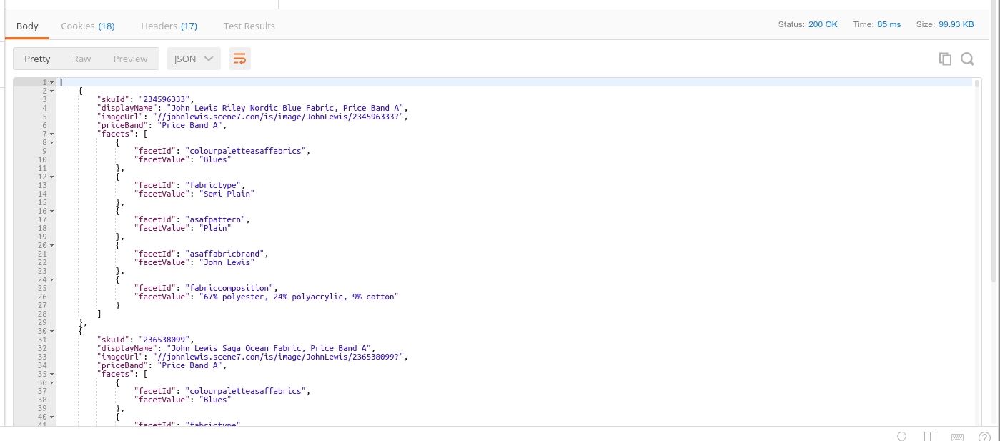 Body Cookies (18) Headers (17) Test Results Status: 200 OK Time: 85 ms Size: 99.93 KB
Pretty Raw Preview JSON
1 [
2 {
3 "skuId": "234596333",
4 "displayName": "John Lewis Riley Nordic Blue Fabric, Price Band A",
5 "imageUrl": "//johnlewis.scene7.com/is/image/JohnLewis/234596333?",
6 "priceBand": "Price Band A",
7 "facets": [
8 {
9 "facetId": "colourpaletteasaffabrics",
10 "facetValue": "Blues"
11 },
12 {
13 "facetId": "fabrictype",
14 "facetValue": "Semi Plain"
15 },
16 {
17 "facetId": "asafpattern",
18 "facetValue": "Plain"
19 },
20 {
21 "facetId": "asaffabricbrand",
22 "facetValue": "John Lewis"
23 },
24 {
25 "facetId": "fabriccomposition",
26 "facetValue": "67% polyester, 24% polyacrylic, 9% cotton"
27 }
28 ]
29 },
30 {
31 "skuId": "236538099",
32 "displayName": "John Lewis Saga Ocean Fabric, Price Band A",
33 "imageUrl": "//johnlewis.scene7.com/is/image/JohnLewis/236538099?",
34 "priceBand": "Price Band A",
35 "facets": [
36 {
37 "facetId": "colourpaletteasaffabrics",
38 "facetValue": "Blues"
39 },
40 {
41 "facetId": "fabrictype"